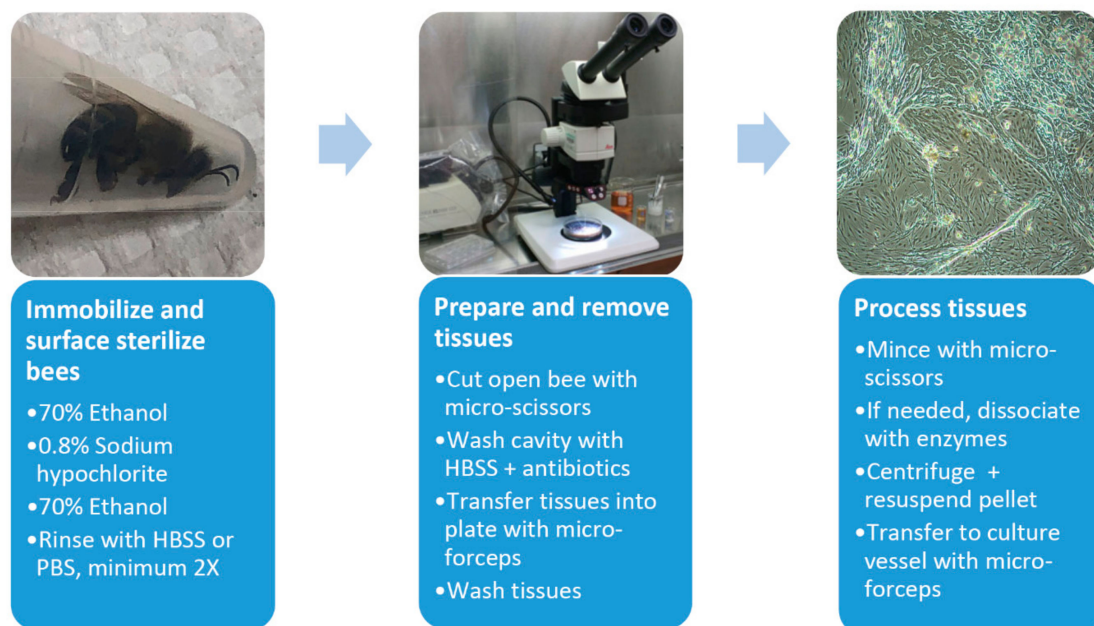 Immobilize and
surface sterilize
bees
•70% Ethanol
•0.8% Sodium
hypochlorite
•70% Ethanol
•Rinse with HBSS or
PBS, minimum 2X
Prepare and remove
tissues
•Cut open bee with
micro-scissors
•Wash cavity with
HBSS + antibiotics
•Transfer tissues into
plate with micro-
forceps
•Wash tissues
Process tissues
•Mince with micro-
scissors
•If needed, dissociate
with enzymes
•Centrifuge + 
resuspend pellet
•Transfer to culture
vessel with micro-
forceps